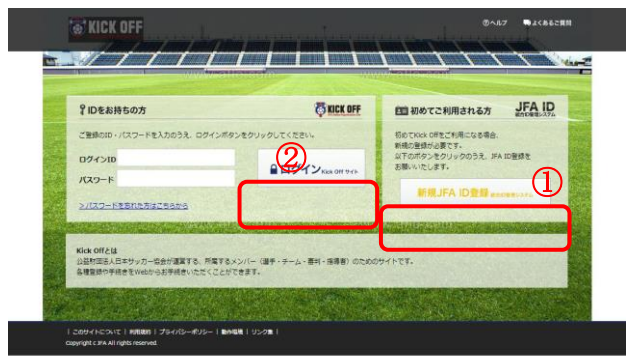 KICK OFF
ヘルプ
よくあるご質問
IDをお持ちの方
KICK OFF
ご登録のID・パスワードを入力のうえ、ログインボタンをクリックしてください。
ログインID
パスワード
②
ログイン Kick Off サイト
>パスワードを忘れた方はこちらから
初めてご利用される方
JFA ID
初めてKick Offをご利用になる場合、
新規の登録が必要です。
以下のボタンをクリックのうえ、JFA ID登録を
お願いいたします。
①
新規JFA ID登録
Kick Offとは
公益財団法人日本サッカー協会が運営する、所属するメンバー（選手・チーム・審判・指導者）のためのサイトです。
各種登録や手続きをWebからお手続きいただくことができます。
| このサイトについて | 利用規約 | プライバシーポリシー | 動作環境 | リンク集 |
Copyright c JFA All rights reserved.